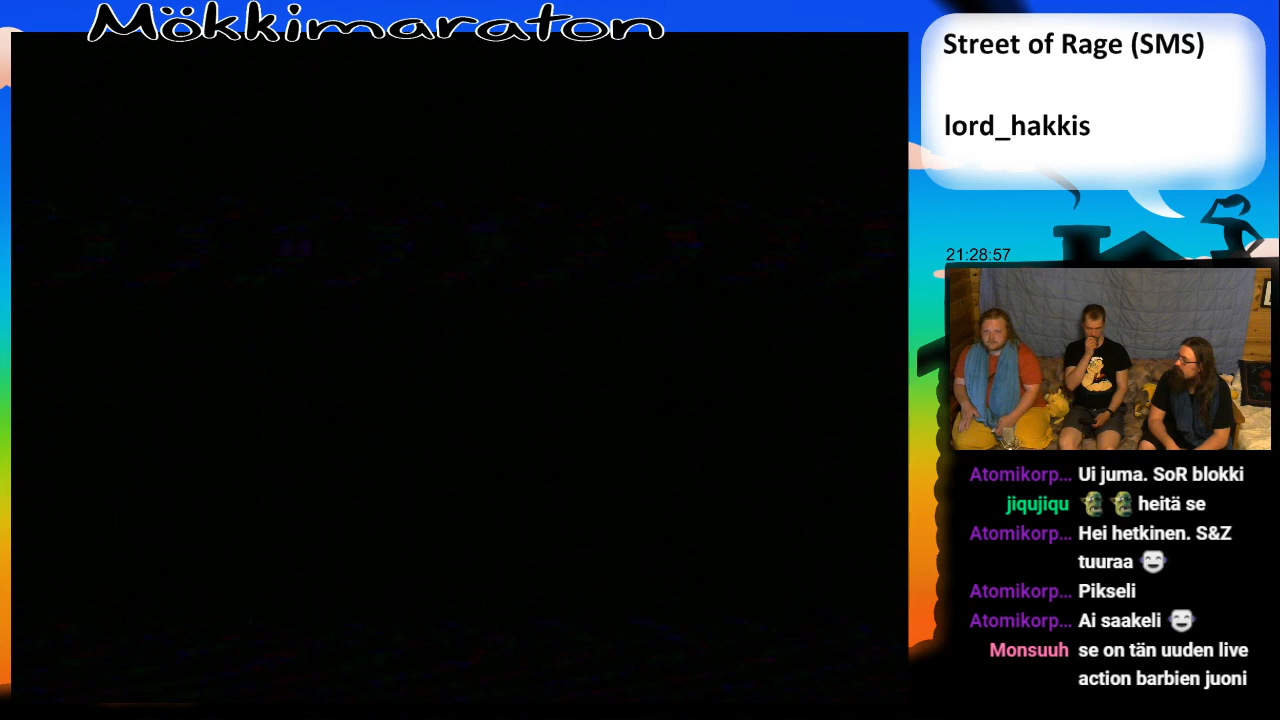 Mökkimaraton
Street of Rage (SMS)
lord_hakkis
21:28:57
Atomikorp... Ui juma. SoR blokki
jiqujiqu heitä se
Atomikorp... Hei hetkinen. S&Z
tuuraa
Atomikorp... Pikseli
Atomikorp... Ai saakeli
Monsuuh se on tän uuden live
action barbien juoni